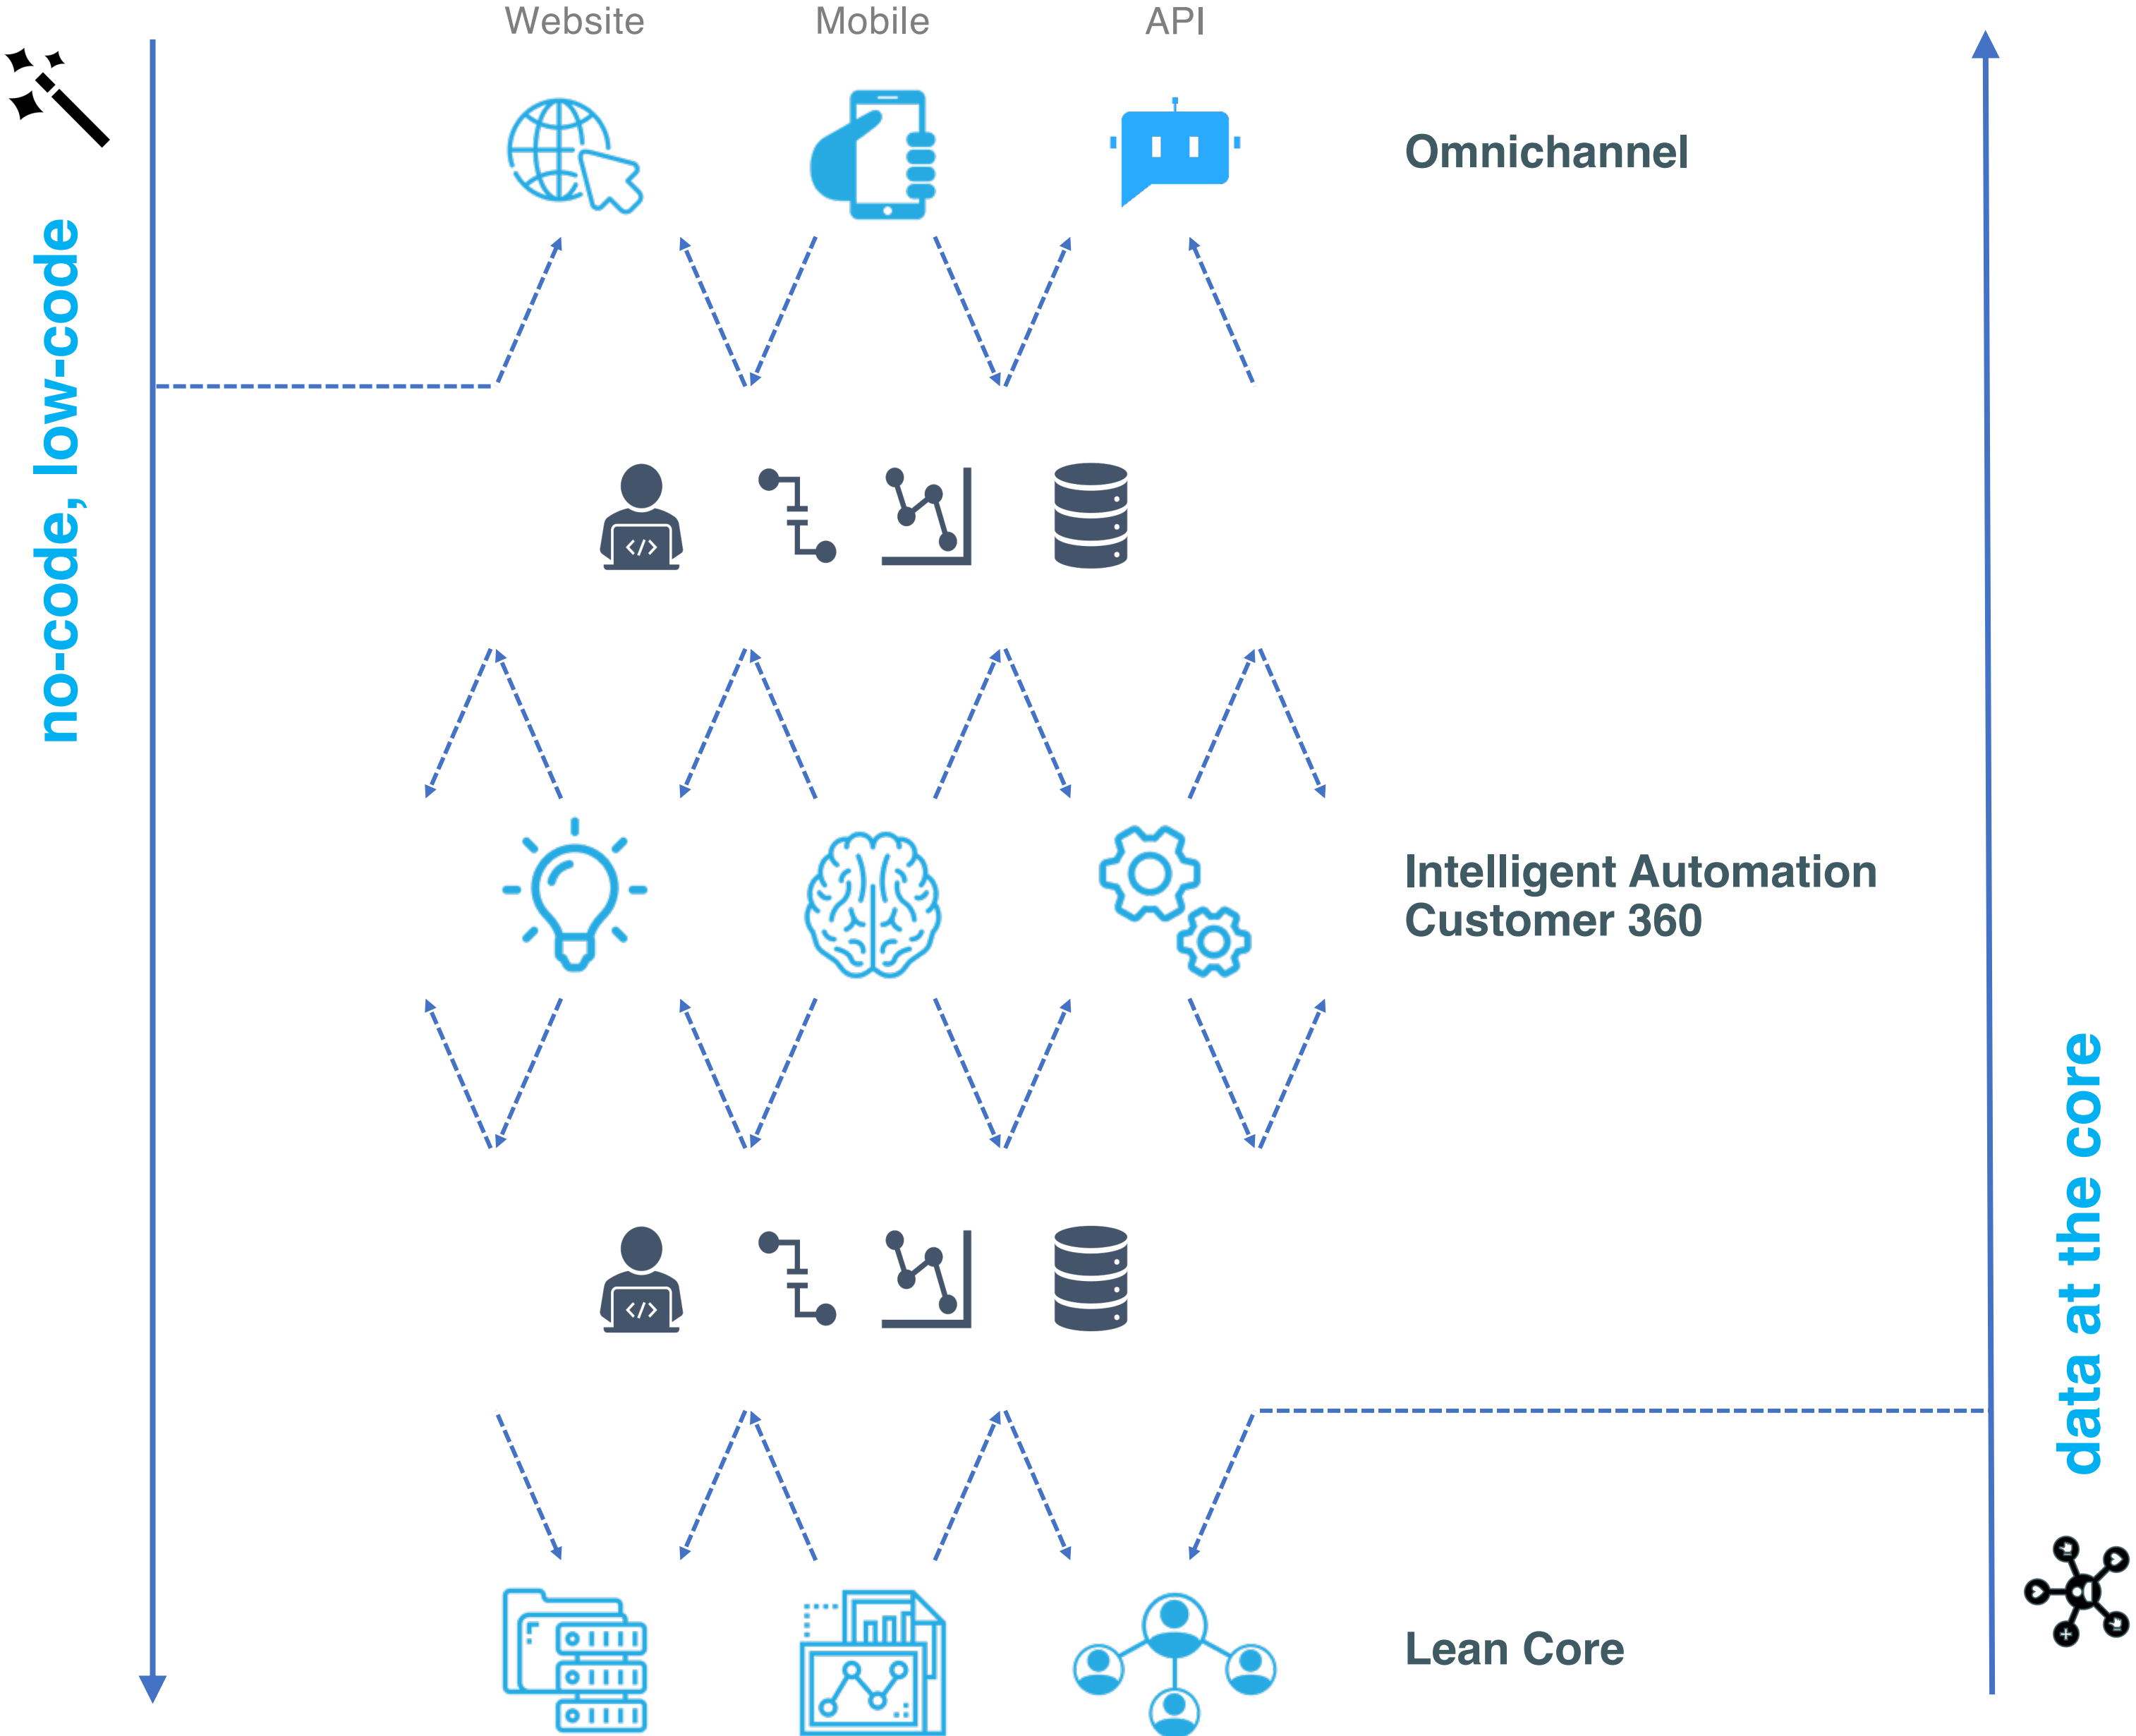 Website
Mobile
API
Omnichannel
no-code, low-code
</>
Intelligent Automation
Customer 360
data at the core
</>
Lean Core